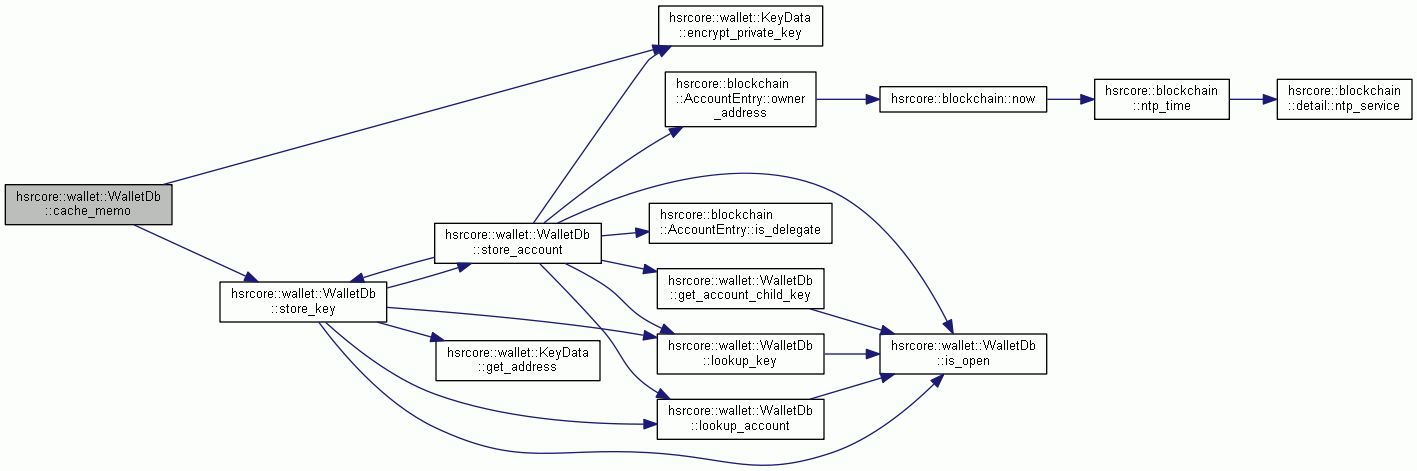 hsrcore::wallet::KeyData
::encrypt_private_key
hsrcore::blockchain
::AccountEntry::owner
_address
hsrcore::blockchain::now
hsrcore::blockchain
::ntp_time
hsrcore::blockchain
::detail::ntp_service
hsrcore::wallet::WalletDb
::cache_memo
hsrcore::wallet::WalletDb
::store_account
hsrcore::blockchain
::AccountEntry::is_delegate
hsrcore::wallet::WalletDb
::get_account_child_key
hsrcore::wallet::WalletDb
::store_key
hsrcore::wallet::WalletDb
::lookup_key
hsrcore::wallet::WalletDb
::is_open
hsrcore::wallet::KeyData
::get_address
hsrcore::wallet::WalletDb
::lookup_account